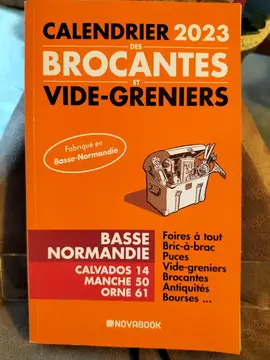 CALENDRIER 2023
DES
BROCANTES
ET
VIDE-GRENIERS
Fabriqué en
Basse-Normandie
BASSE
NORMANDIE
CALVADOS 14
MANCHE 50
ORNE 61
Foires à tout
Bric-à-brac
Puces
Vide-greniers
Brocantes
Antiquités
Bourses ...
NOVABOOK